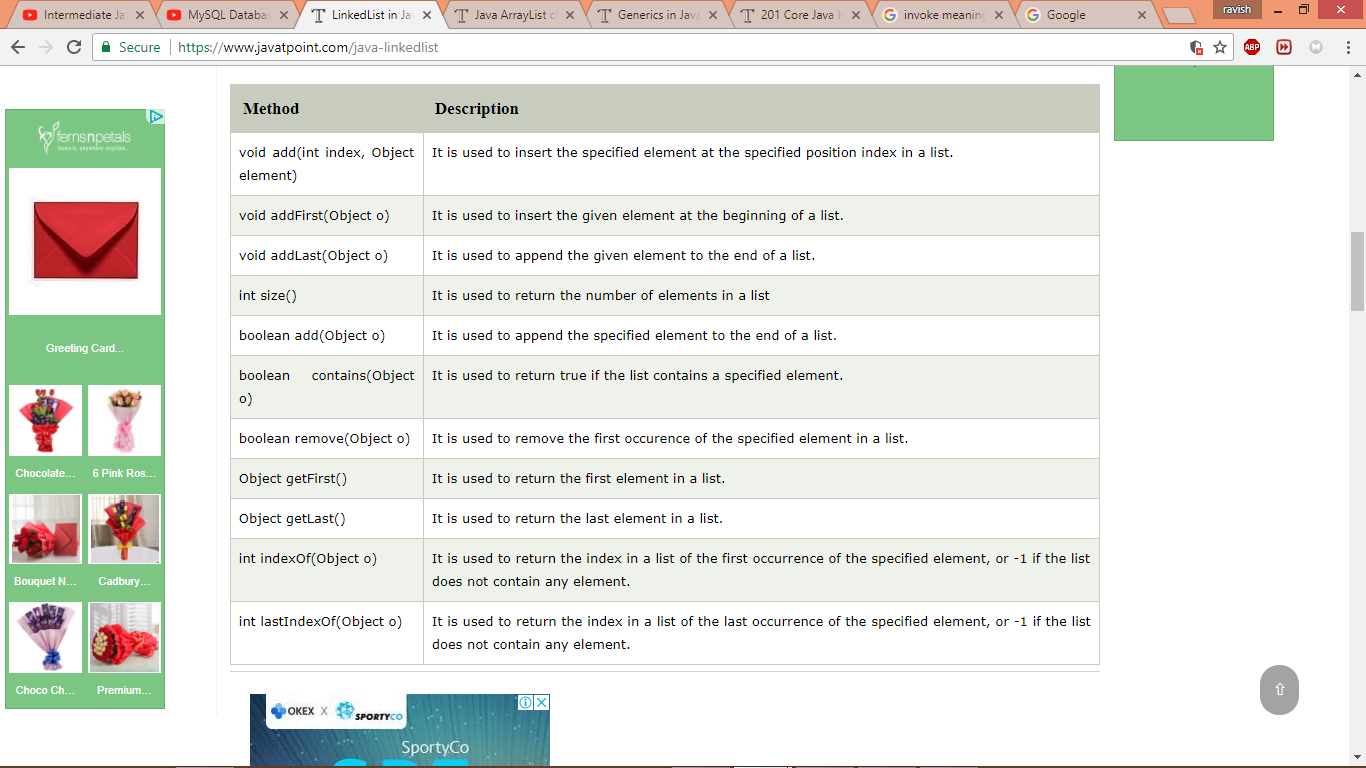 Intermediate Ja
MySQL Databas
LinkedList in Jav
Java ArrayList cl
Generics in Java
201 Core Java I
invoke meaning
Google
ravish
Secure
https://www.javatpoint.com/java-linkedlist
ABP
fernsnpetals
flowers, anywhere anytime...
Greeting Card...
Chocolate...
6 Pink Ros...
Bouquet N...
Cadbury...
Choco Ch...
Premium...
Method Description
void add(int index, Object
element)
It is used to insert the specified element at the specified position index in a list.
void addFirst(Object o) It is used to insert the given element at the beginning of a list.
void addLast(Object o) It is used to append the given element to the end of a list.
int size() It is used to return the number of elements in a list
boolean add(Object o) It is used to append the specified element to the end of a list.
boolean contains(Object
o)
It is used to return true if the list contains a specified element.
boolean remove(Object o) It is used to remove the first occurence of the specified element in a list.
Object getFirst() It is used to return the first element in a list.
Object getLast() It is used to return the last element in a list.
int indexOf(Object o) It is used to return the index in a list of the first occurrence of the specified element, or -1 if the list
does not contain any element.
int lastIndexOf(Object o) It is used to return the index in a list of the last occurrence of the specified element, or -1 if the list
does not contain any element.
OKEX X SPORTYCO
SportyCo